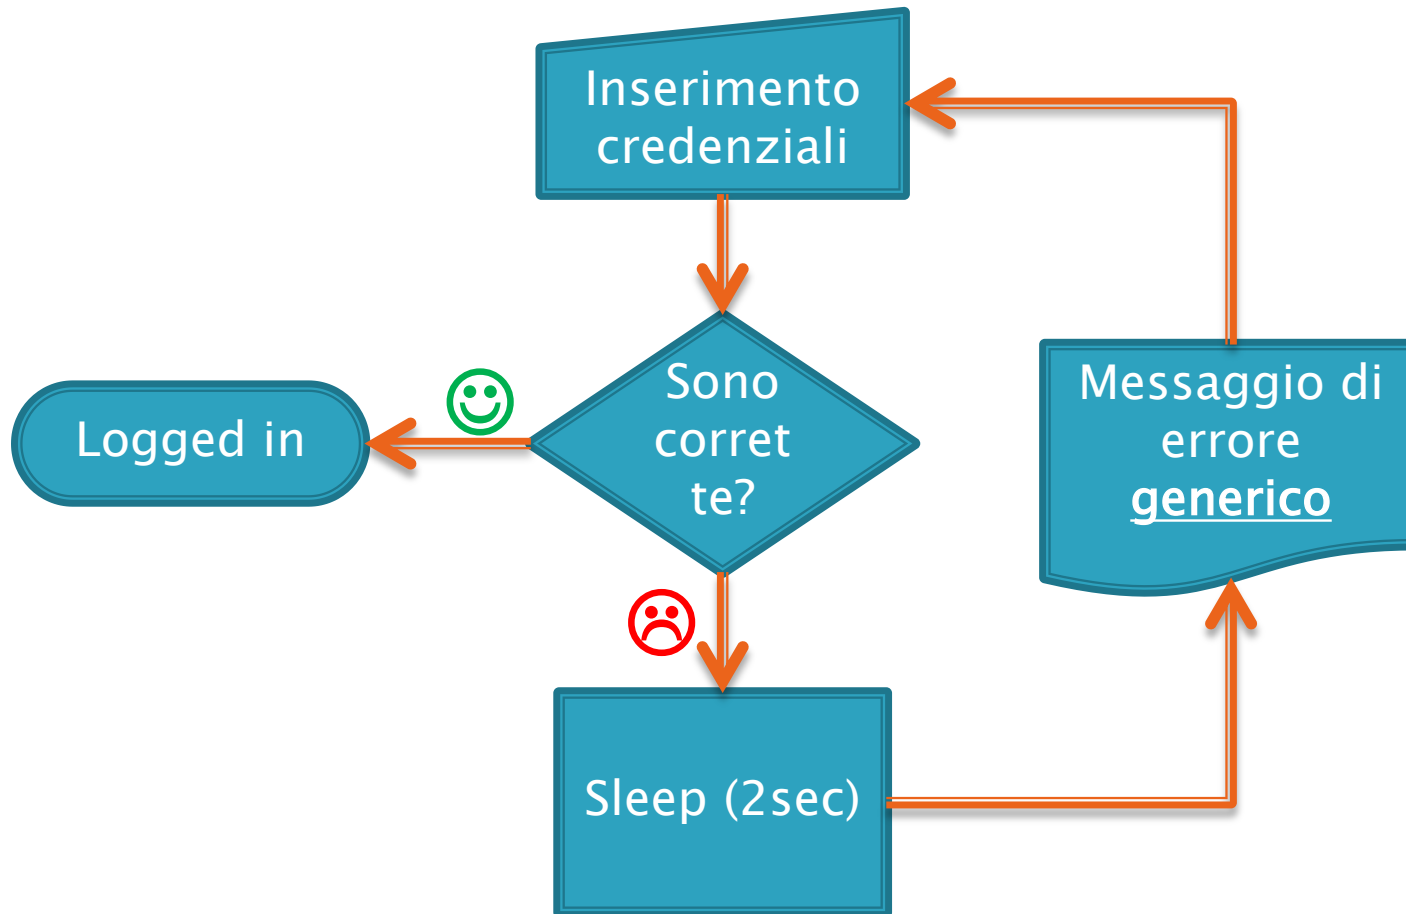 Inserimento
credenziali
Sono
corret
te?
Logged in
Messaggio di
errore
generico
Sleep (2sec)